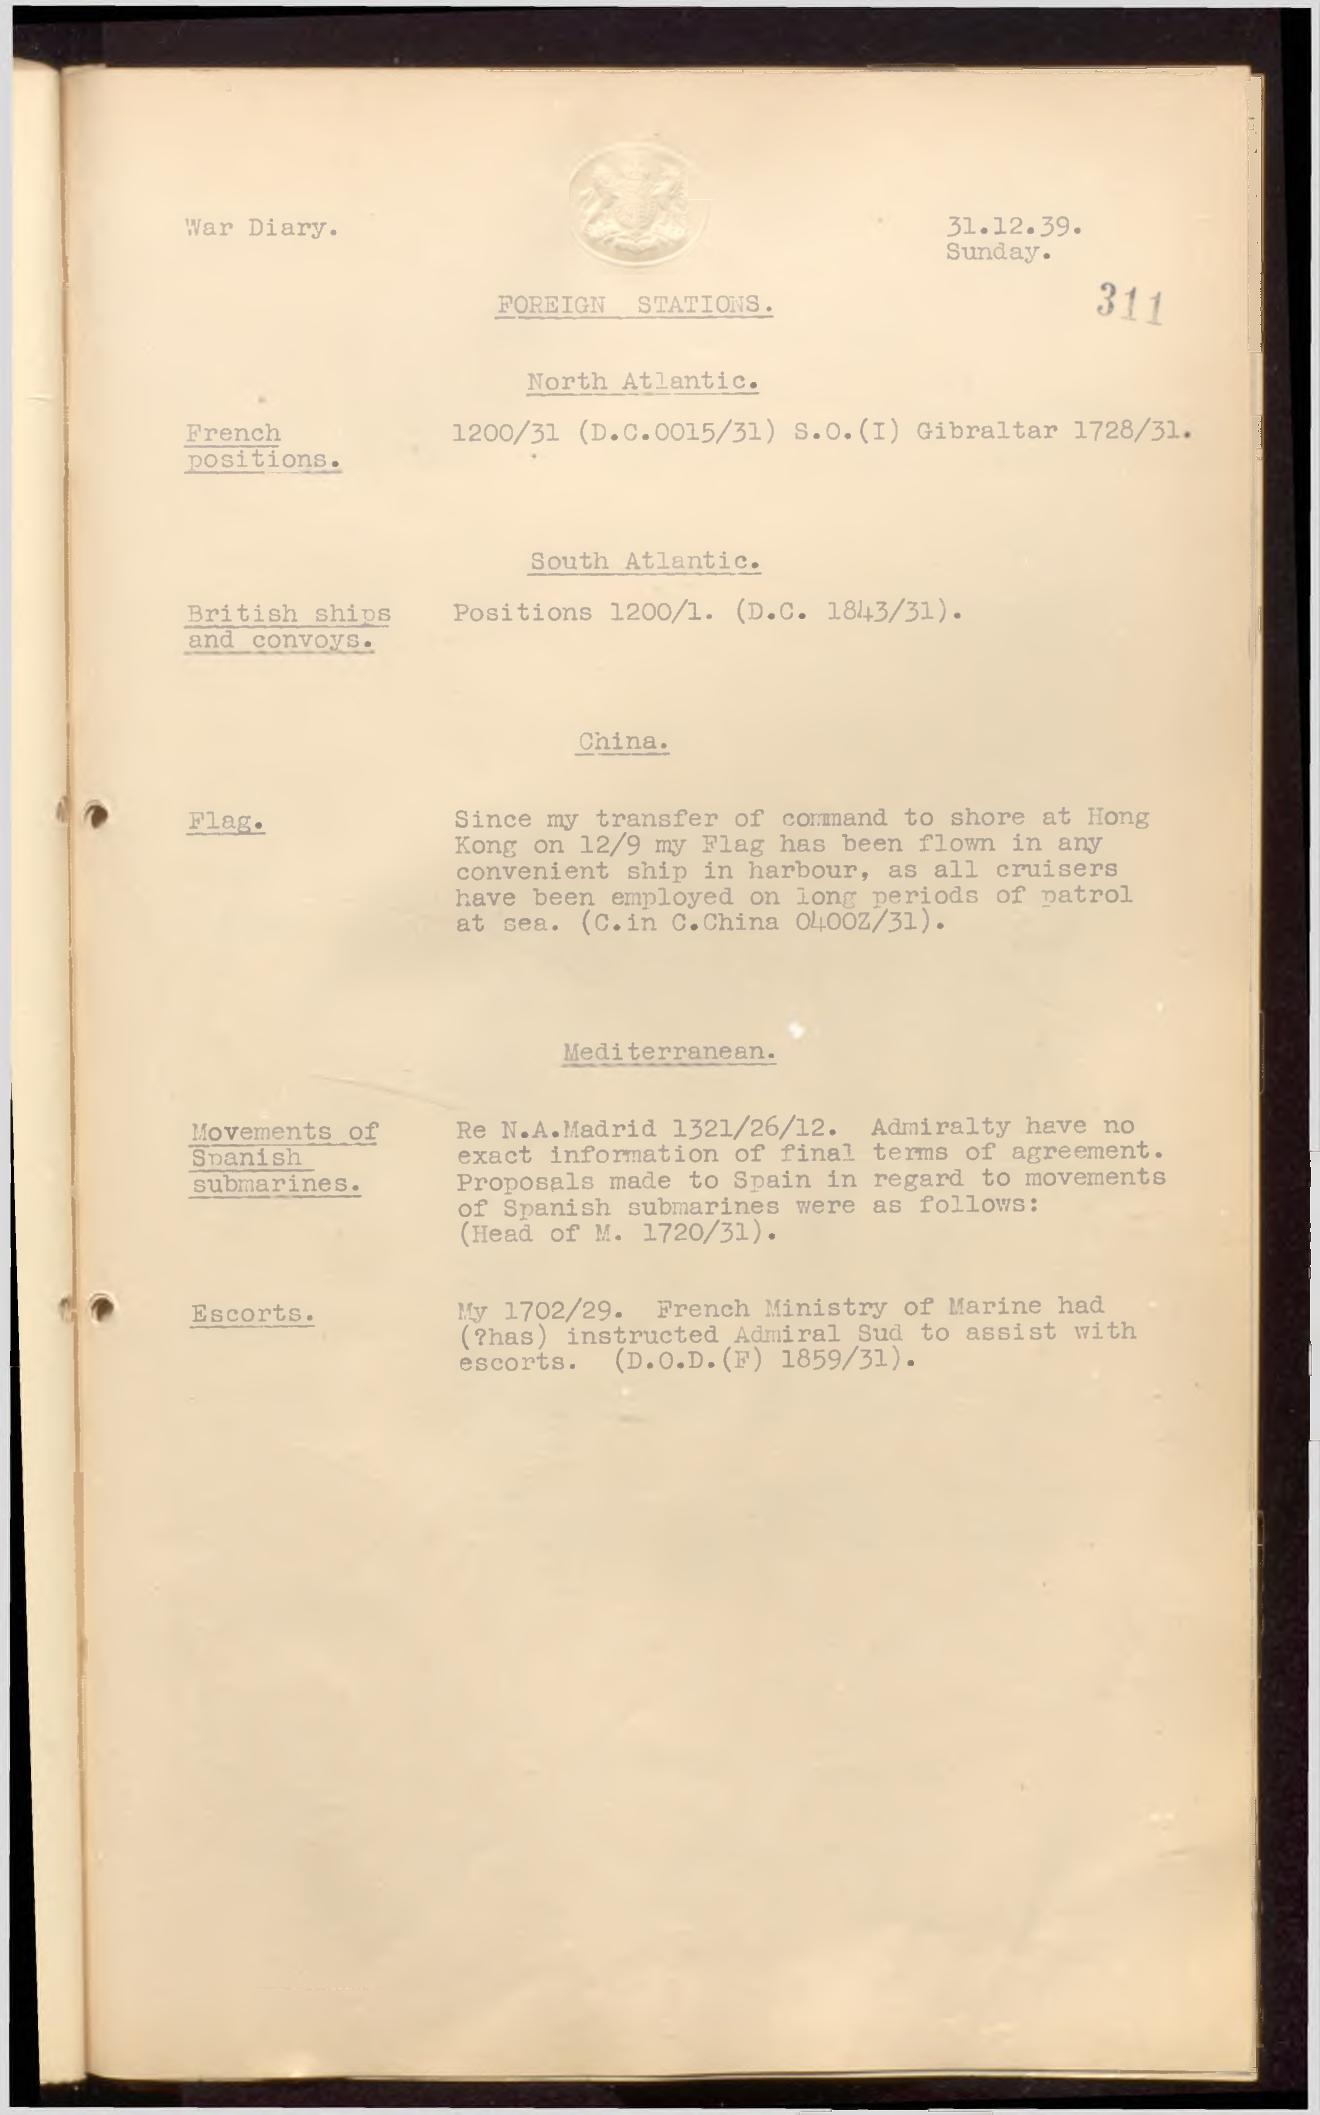 War Diary.
31.12.39.
Sunday.
311
FOREIGN STATIONS.
North Atlantic.
French
positions.
1200/31 (D.C.0015/31) S.O.(I) Gibraltar 1728/31.
South Atlantic.
British ships
and convoys.
Positions 1200/1. (D.C. 1843/31).
China.
Flag.
Since my transfer of command to shore at Hong
Kong on 12/9 my Flag has been flown in any
convenient ship in harbour, as all cruisers
have been employed on long periods of patrol
at sea. (C.in C.China 0400Z/31).
Mediterranean.
Movements of
Spanish
submarines.
Re N.A.Madrid 1321/26/12. Admiralty have no
exact information of final terms of agreement.
Proposals made to Spain in regard to movements
of Spanish submarines were as follows:
(Head of M. 1720/31).
Escorts.
My 1702/29. French Ministry of Marine had
(?has) instructed Admiral Sud to assist with
escorts. (D.O.D.(F) 1859/31).